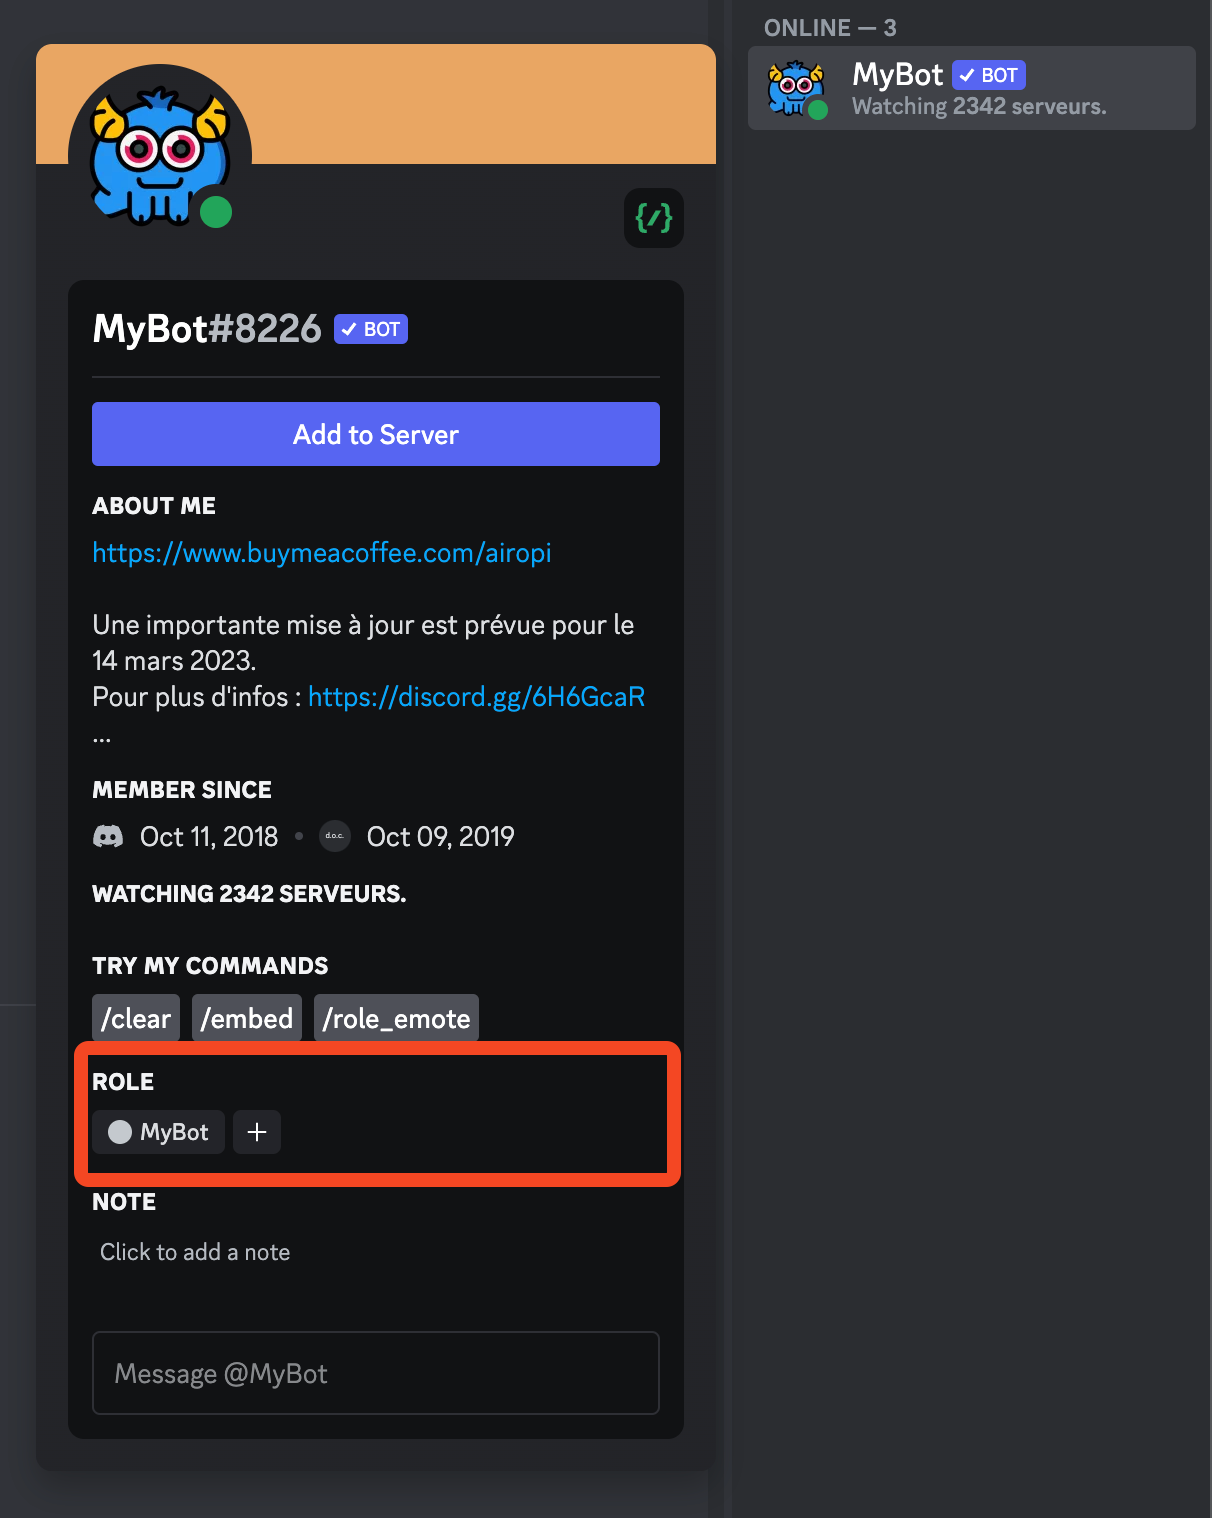 ONLINE — 3
MyBot ✓ BOT
Watching 2342 serveurs.
{/}
MyBot#8226 ✓ BOT
Add to Server
ABOUT ME
https://www.buymeacoffee.com/airopi
Une importante mise à jour est prévue pour le
14 mars 2023.
Pour plus d'infos : https://discord.gg/6H6GcaR
...
MEMBER SINCE
Oct 11, 2018 • d.o.c. Oct 09, 2019
WATCHING 2342 SERVEURS.
TRY MY COMMANDS
/clear /embed /role_emote
ROLE
MyBot +
NOTE
Click to add a note
Message @MyBot